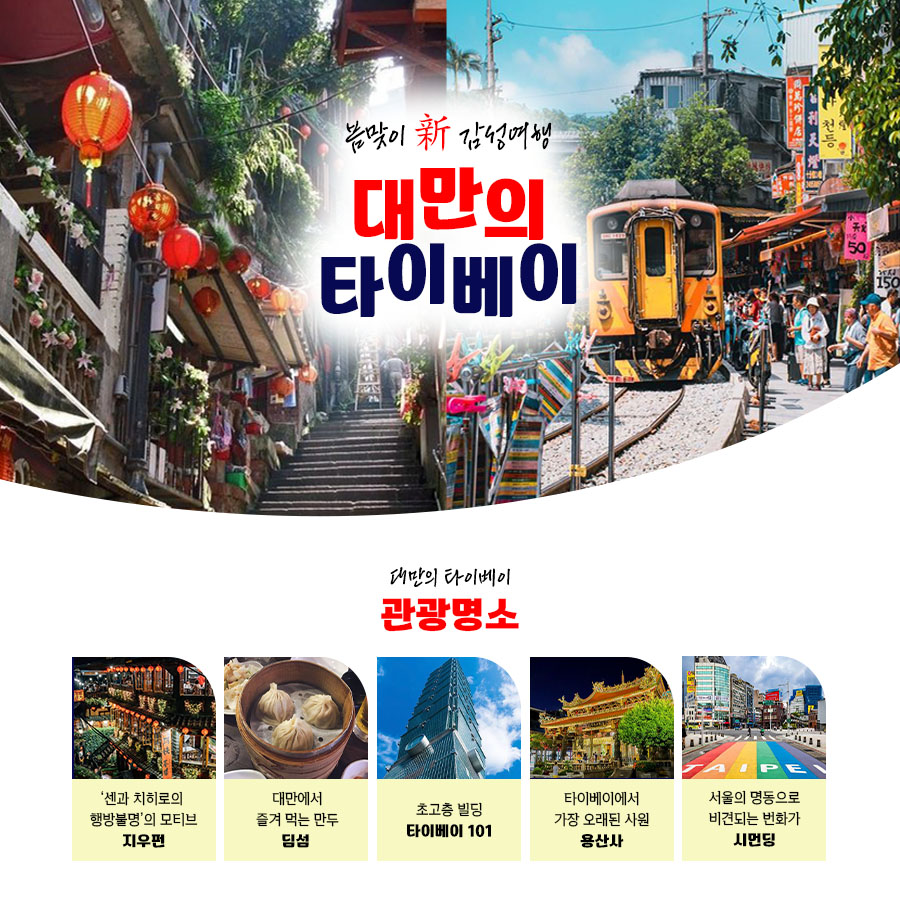 봄맞이 新 감성여행
대만의
타이베이
천등
50
150
대만의 타이베이
관광명소
TAIPEI
‘센과 치히로의
행방불명’의 모티브
지우펀
대만에서
즐겨 먹는 만두
딤섬
초고층 빌딩
타이베이 101
타이베이에서
가장 오래된 사원
용산사
서울의 명동으로
비견되는 번화가
시먼딩